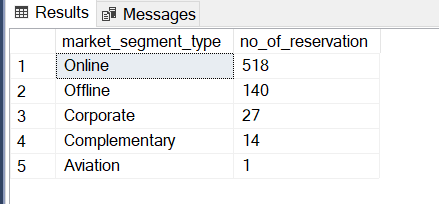 Results Messages
market_segment_type no_of_reservation
1 Online 518
2 Offline 140
3 Corporate 27
4 Complementary 14
5 Aviation 1